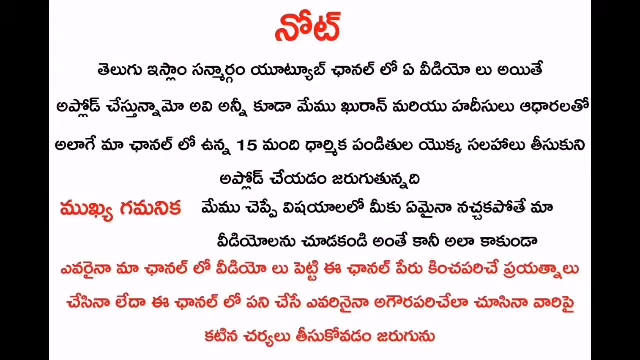 నోట్
తెలుగు ఇస్లాం సన్మార్గం యూట్యూబ్ ఛానల్ లో ఏ వీడియో లు అయితే
అప్లోడ్ చేస్తున్నామో అవి అన్నీ కూడా మేము ఖురాన్ మరియు హదీసులు ఆధారలతో
అలాగే మా ఛానల్ లో ఉన్న 15 మంది ధార్మిక పండితుల యొక్క సలహాలు తీసుకుని
అప్లోడ్ చేయడం జరుగుతున్నది
ముఖ్య గమనిక మేము చెప్పే విషయాలలో మీకు ఏమైనా నచ్చకపోతే మా
వీడియోలను చూడకండి అంతే కానీ అలా కాకుండా
ఎవరైనా మా ఛానల్ లో వీడియో లు పెట్టి ఈ ఛానల్ పేరు కించపరిచే ప్రయత్నాలు
చేసినా లేదా ఈ ఛానల్ లో పని చేసే ఎవరినైనా అగౌరపరిచేలా చూసినా వారిపై
కటిన చర్యలు తీసుకోవడం జరుగును